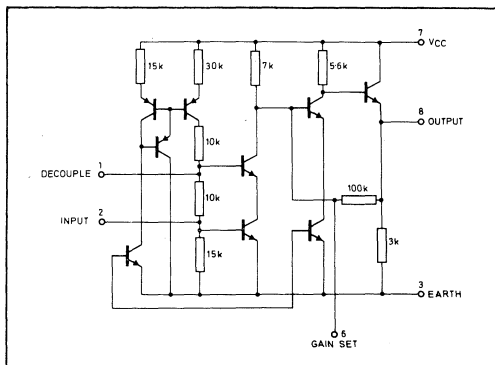 7
VCC
15k
30k
7k
5·6k
8
OUTPUT
10k
1
DECOUPLE
10k
100k
2
INPUT
15k
3k
3
EARTH
6
GAIN SET